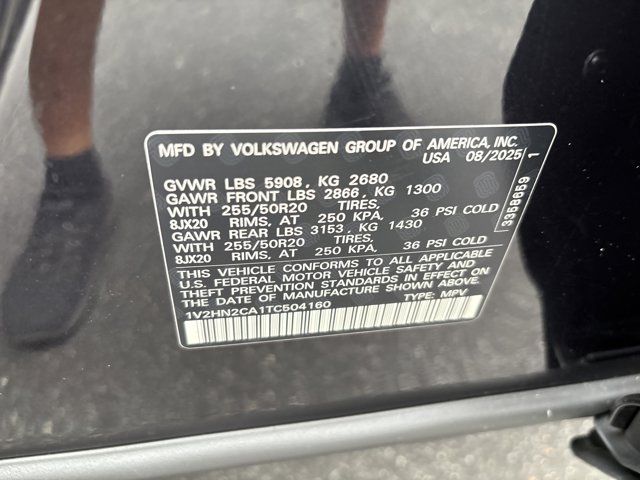 MFD BY VOLKSWAGEN GROUP OF AMERICA, INC.
USA 08/2025
GVWR LBS 5908, KG 2680
GAWR FRONT LBS 2866, KG 1300
WITH 255/50R20 TIRES,
8JX20 RIMS, AT 250 KPA, 36 PSI COLD
GAWR REAR LBS 3153, KG 1430
WITH 255/50R20 TIRES,
8JX20 RIMS, AT 250 KPA, 36 PSI COLD
THIS VEHICLE CONFORMS TO ALL APPLICABLE
U.S. FEDERAL MOTOR VEHICLE SAFETY AND
THEFT PREVENTION STANDARDS IN EFFECT ON
THE DATE OF MANUFACTURE SHOWN ABOVE.
1V2HN2CA1TC504160 TYPE: MPV
3358659 1